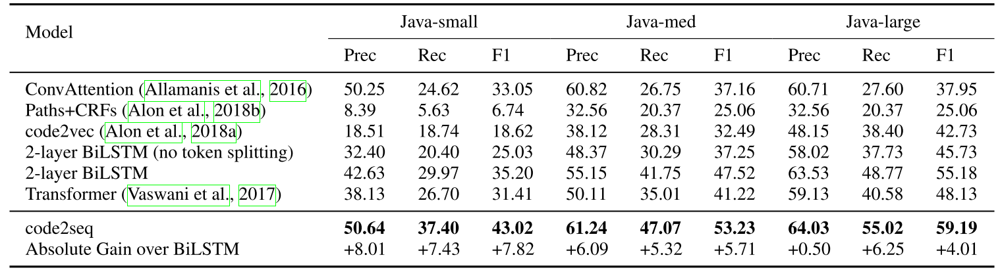 Model Java-small Java-med Java-large
Prec Rec F1 Prec Rec F1 Prec Rec F1
ConvAttention (Allamanis et al., 2016) 50.25 24.62 33.05 60.82 26.75 37.16 60.71 27.60 37.95
Paths+CRFs (Alon et al., 2018b) 8.39 5.63 6.74 32.56 20.37 25.06 32.56 20.37 25.06
code2vec (Alon et al., 2018a) 18.51 18.74 18.62 38.12 28.31 32.49 48.15 38.40 42.73
2-layer BiLSTM (no token splitting) 32.40 20.40 25.03 48.37 30.29 37.25 58.02 37.73 45.73
2-layer BiLSTM 42.63 29.97 35.20 55.15 41.75 47.52 63.53 48.77 55.18
Transformer (Vaswani et al., 2017) 38.13 26.70 31.41 50.11 35.01 41.22 59.13 40.58 48.13
code2seq 50.64 37.40 43.02 61.24 47.07 53.23 64.03 55.02 59.19
Absolute Gain over BiLSTM +8.01 +7.43 +7.82 +6.09 +5.32 +5.71 +0.50 +6.25 +4.01